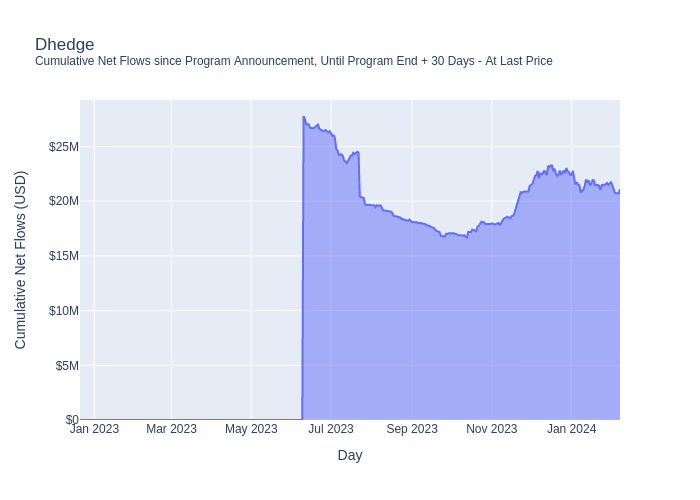 Dhedge
Cumulative Net Flows since Program Announcement, Until Program End + 30 Days - At Last Price
Cumulative Net Flows (USD)
$25M
$20M
$15M
$10M
$5M
$0
Jan 2023 Mar 2023 May 2023 Jul 2023 Sep 2023 Nov 2023 Jan 2024
Day